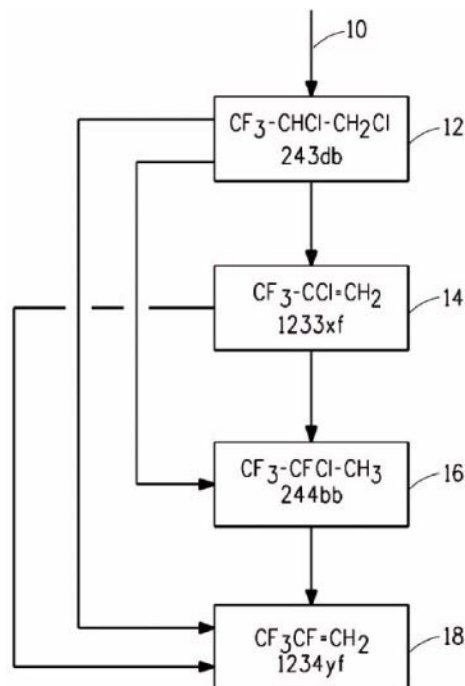 10
CF₃-CHCl-CH₂Cl
243db
12
CF₃-CCl=CH₂
1233xf
14
CF₃-CFCl-CH₃
244bb
16
CF₃CF=CH₂
1234yf
18